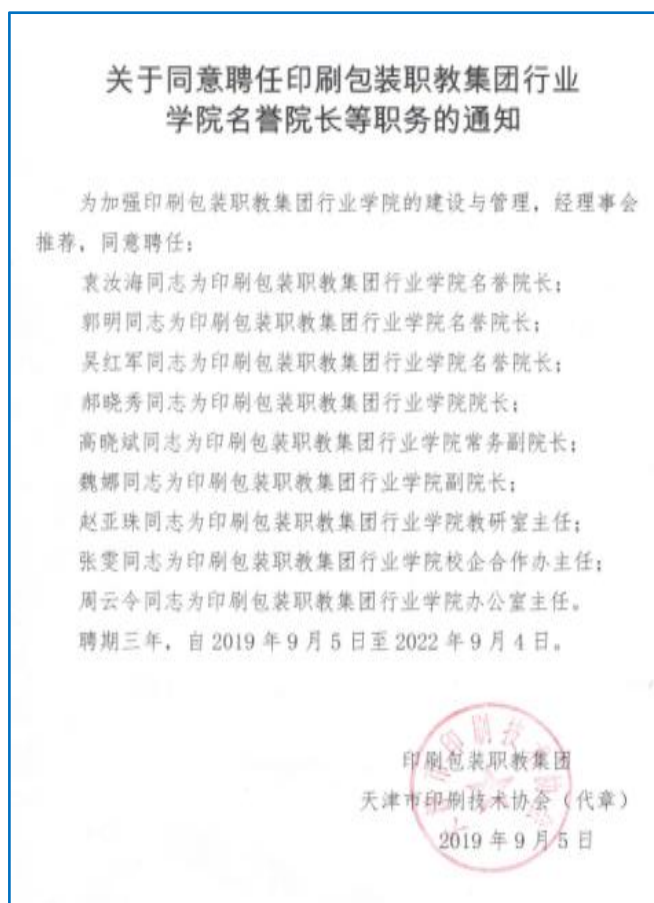 关于同意聘任印刷包装职教集团行业
学院名誉院长等职务的通知
为加强印刷包装职教集团行业学院的建设与管理，经理事会
推荐，同意聘任：
袁汝海同志为印刷包装职教集团行业学院名誉院长；
郭明同志为印刷包装职教集团行业学院名誉院长；
吴红军同志为印刷包装职教集团行业学院名誉院长；
郝晓秀同志为印刷包装职教集团行业学院院长；
高晓斌同志为印刷包装职教集团行业学院常务副院长；
魏娜同志为印刷包装职教集团行业学院副院长；
赵亚珠同志为印刷包装职教集团行业学院教研室主任；
张雯同志为印刷包装职教集团行业学院校企合作办主任；
周云令同志为印刷包装职教集团行业学院办公室主任。
聘期三年，自 2019 年 9 月 5 日至 2022 年 9 月 4 日。
印刷包装职教集团
天津市印刷技术协会（代章）
2019 年 9 月 5 日